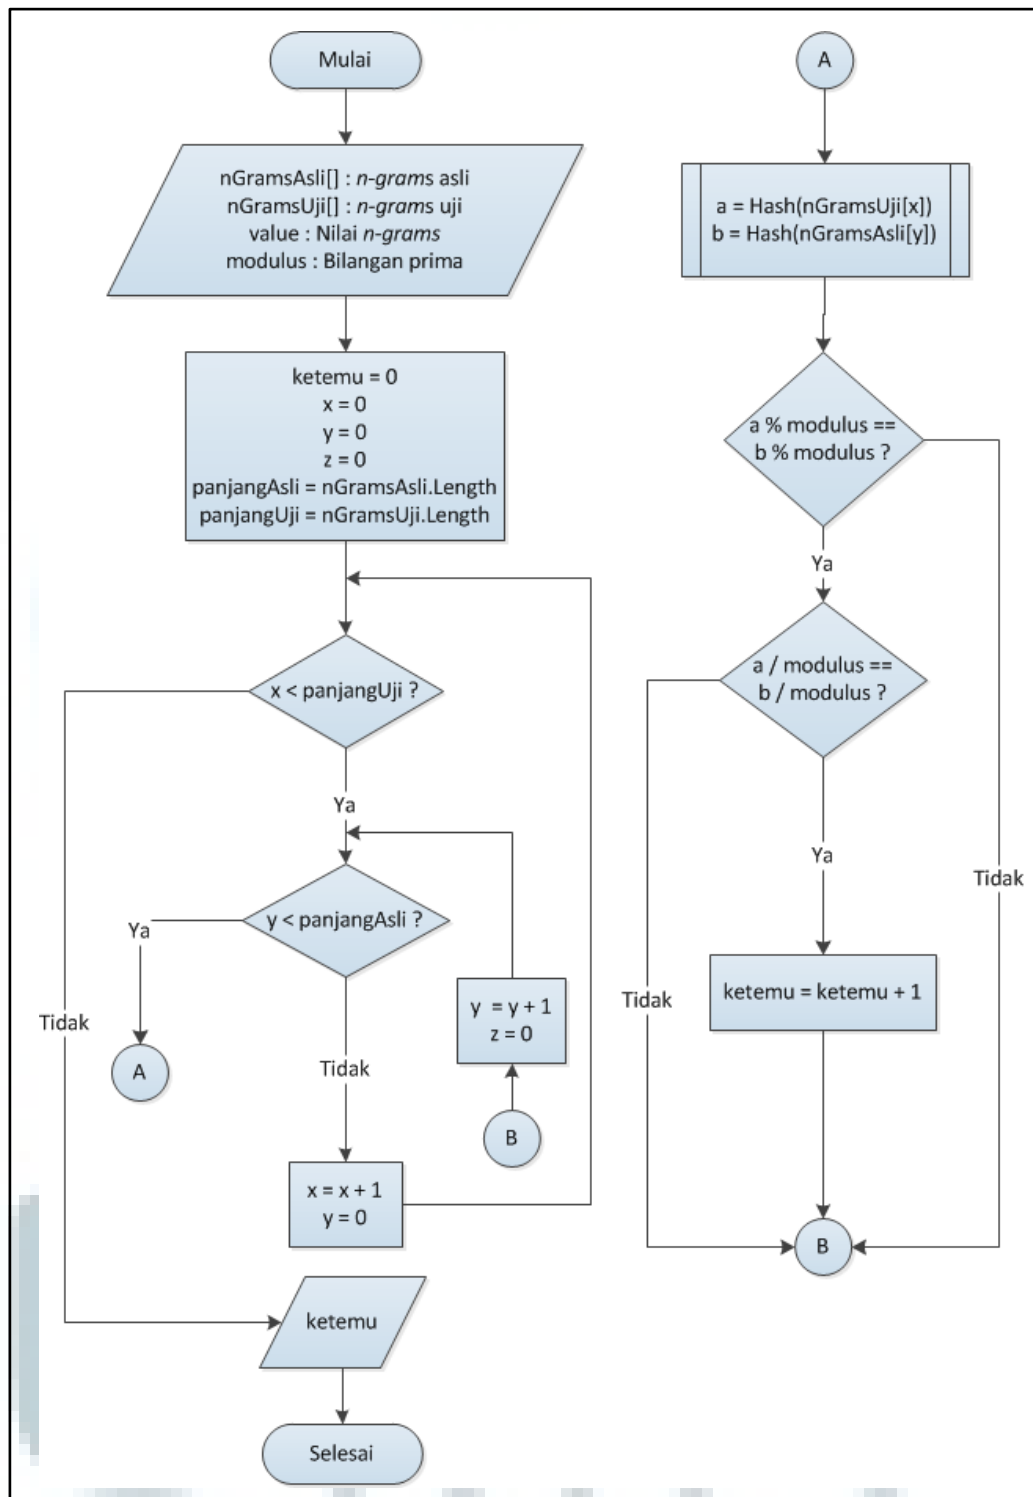 Mulai
nGramsAsli[] : n-grams asli
nGramsUji[] : n-grams uji
value : Nilai n-grams
modulus : Bilangan prima
ketemu = 0
x = 0
y = 0
z = 0
panjangAsli = nGramsAsli.Length
panjangUji = nGramsUji.Length
x < panjangUji ?
Ya
y < panjangAsli ?
Ya
Tidak
Tidak
A
y = y + 1
z = 0
B
x = x + 1
y = 0
ketemu
Selesai
A
a = Hash(nGramsUji[x])
b = Hash(nGramsAsli[y])
a % modulus ==
b % modulus ?
Ya
a / modulus ==
b / modulus ?
Ya
Tidak
Tidak
ketemu = ketemu + 1
B